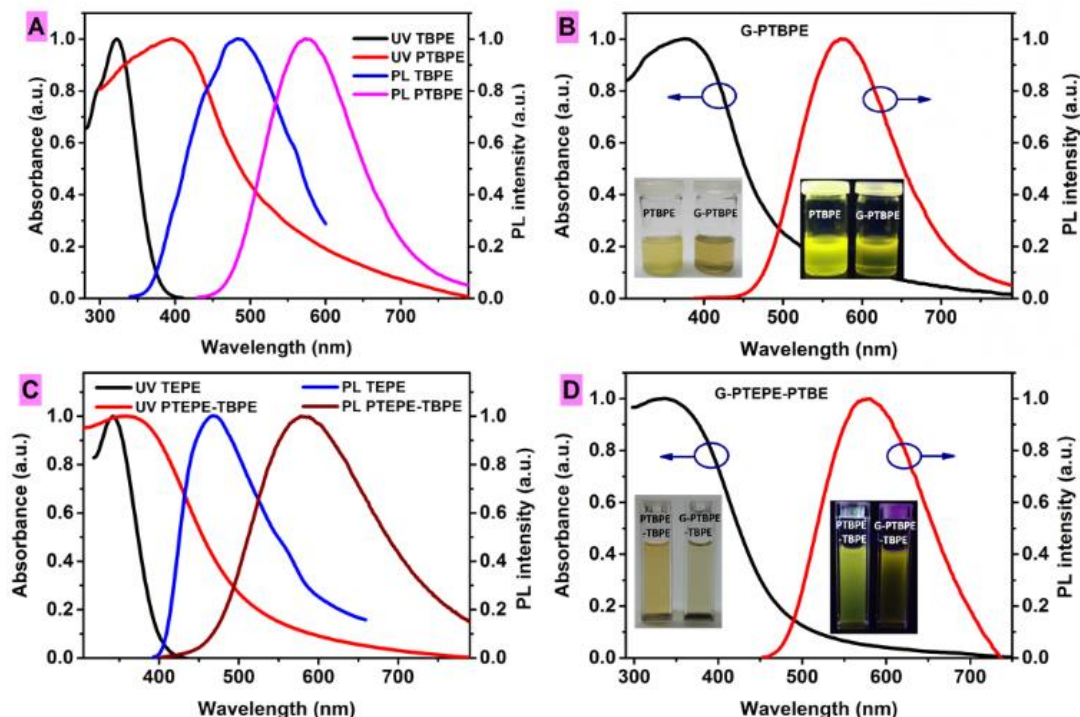 A
UV TBPE
UV PTBPE
PL TBPE
PL PTBPE
Absorbance (a.u.)
1.0
0.8
0.6
0.4
0.2
0.0
PL intensity (a.u.)
1.0
0.8
0.6
0.4
0.2
0.0
300 400 500 600 700
Wavelength (nm)
B
G-PTBPE
Absorbance (a.u.)
1.0
0.8
0.6
0.4
0.2
0.0
PTBPE G-PTBPE
PTBPE G-PTBPE
PL intensity (a.u.)
1.0
0.8
0.6
0.4
0.2
0.0
300 400 500 600 700
Wavelength (nm)
C
UV TEPE
UV PTEPE-TBPE
PL TEPE
PL PTEPE-TBPE
Absorbance (a.u.)
1.0
0.8
0.6
0.4
0.2
0.0
PL intensity (a.u.)
1.0
0.8
0.6
0.4
0.2
0.0
400 500 600 700
Wavelength (nm)
D
G-PTEPE-PTBE
Absorbance (a.u.)
1.0
0.8
0.6
0.4
0.2
0.0
PTBPE G-PTBPE
-TBPE -TBPE
PTBPE G-PTBPE
-TBPE -TBPE
PL intensity (a.u.)
1.0
0.8
0.6
0.4
0.2
0.0
300 400 500 600 700
Wavelength (nm)